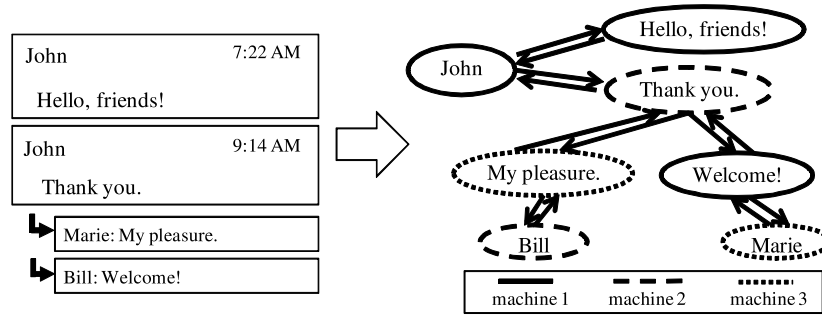 John 7:22 AM
Hello, friends!
John 9:14 AM
Thank you.
Marie: My pleasure.
Bill: Welcome!
Hello, friends!
John
Thank you.
My pleasure.
Welcome!
Bill
Marie
machine 1 machine 2 machine 3